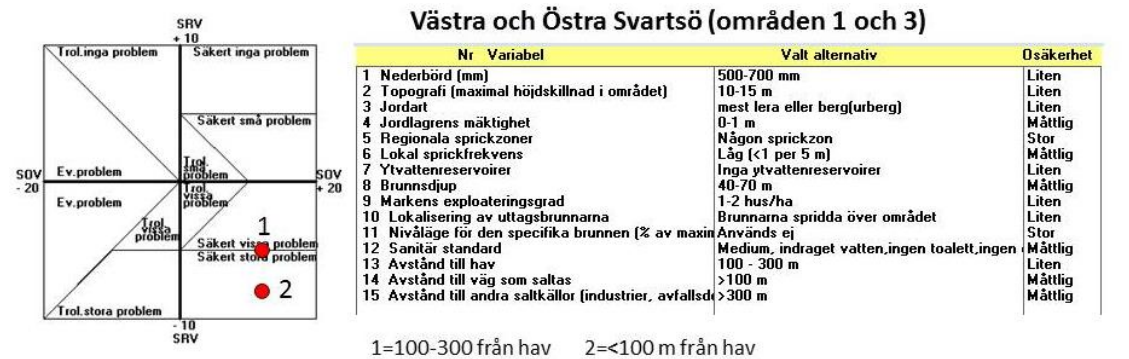 Västra och Östra Svartsö (områden 1 och 3)
SRV
+ 10
Trol.inga problem
Säkert inga problem
Säkert små problem
Trol.
små
problem
SOV
- 20
Ev.problem
SOV
+ 20
Ev.problem
Trol.
vissa
problem
Trol.
vissa
problem
1
Säkert vissa problem
Säkert stora problem
2
Trol.stora problem
- 10
SRV
Nr Variabel Valt alternativ Osäkerhet
1 Nederbörd (mm) 500-700 mm Liten
2 Topografi (maximal höjdskillnad i området) 10-15 m Liten
3 Jordart mest lera eller berg(urberg) Liten
4 Jordlagrens mäktighet 0-1 m Måttlig
5 Regionala sprickzoner Någon sprickzon Stor
6 Lokal sprickfrekvens Låg (<1 per 5 m) Måttlig
7 Ytvattenreservoirer Inga ytvattenreservoirer Liten
8 Brunnsdjup 40-70 m Måttlig
9 Markens exploateringsgrad 1-2 hus/ha Liten
10 Lokalisering av uttagsbrunnarna Brunnarna spridda över området Liten
11 Nivåläge för den specifika brunnen (% av maxin Används ej Stor
12 Sanitär standard Medium, indraget vatten,ingen toalett,ingen Måttlig
13 Avstånd till hav 100 - 300 m Liten
14 Avstånd till väg som saltas >100 m Måttlig
15 Avstånd till andra saltkällor (industrier, avfallsd >300 m Måttlig
1=100-300 från hav 2=<100 m från hav